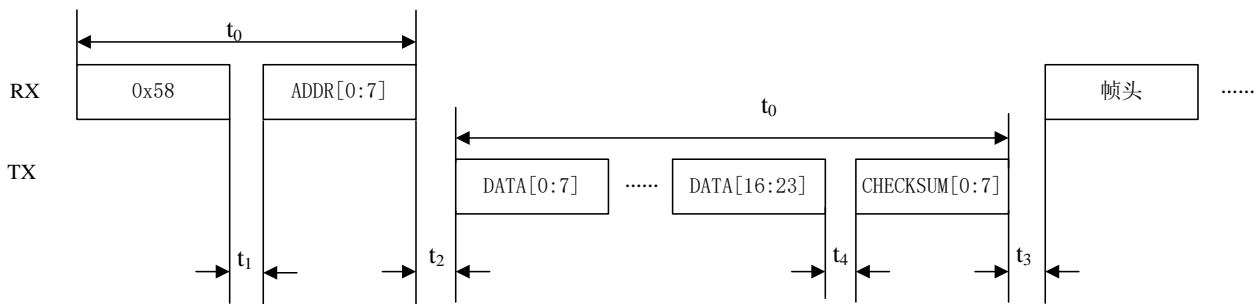 t₀
RX 0x58 ADDR[0:7] 帧头 ······
t₀
TX DATA[0:7] ······ DATA[16:23] CHECKSUM[0:7]
t₁ t₂ t₄ t₃